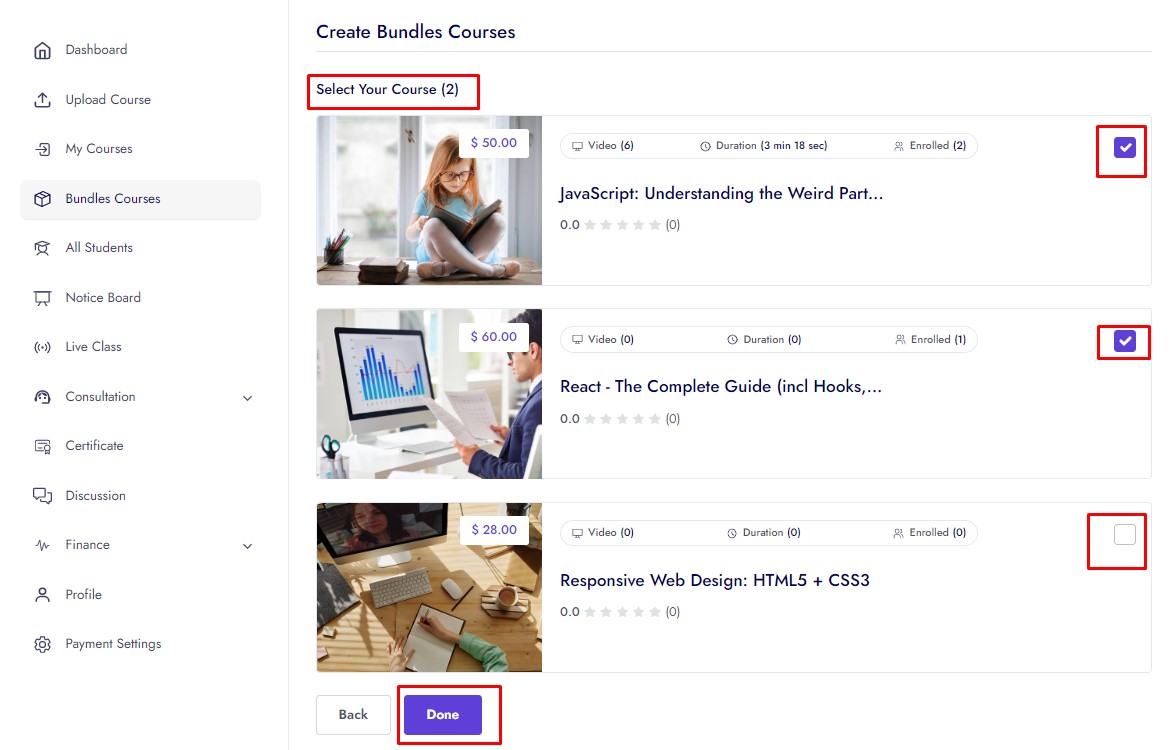 Dashboard
Upload Course
My Courses
Bundles Courses
All Students
Notice Board
Live Class
Consultation
Certificate
Discussion
Finance
Profile
Payment Settings
Create Bundles Courses
Select Your Course (2)
$ 50.00
Video (6) Duration (3 min 18 sec) Enrolled (2)
JavaScript: Understanding the Weird Part...
0.0 (0)
$ 60.00
Video (0) Duration (0) Enrolled (1)
React - The Complete Guide (incl Hooks,...
0.0 (0)
$ 28.00
Video (0) Duration (0) Enrolled (0)
Responsive Web Design: HTML5 + CSS3
0.0 (0)
Back Done